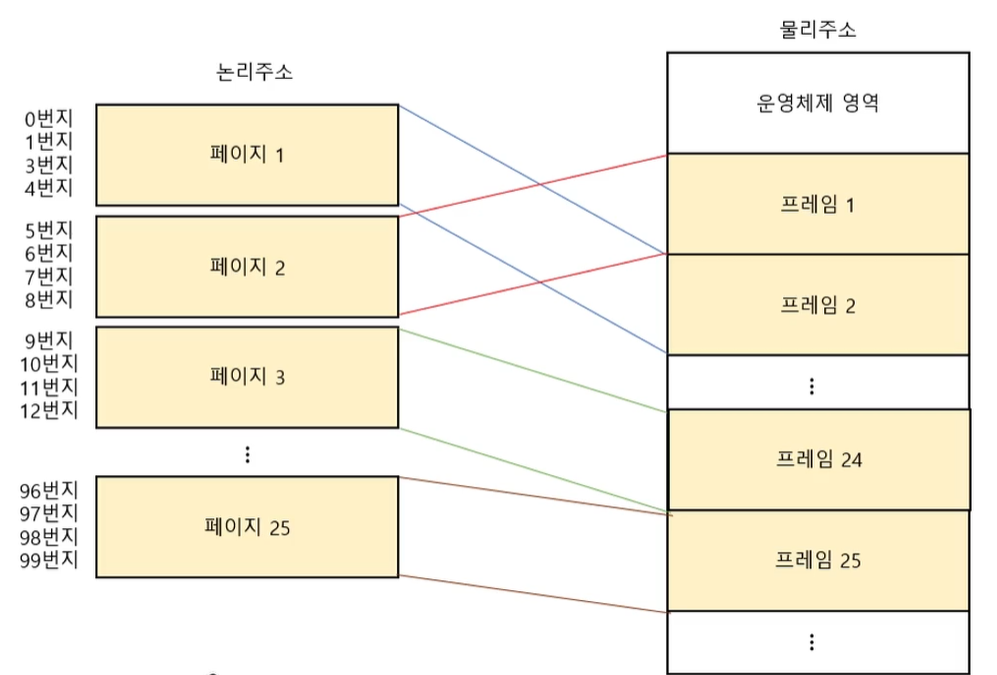 물리주소
논리주소
운영체제 영역
0번지
1번지
3번지
4번지
페이지 1
프레임 1
5번지
6번지
7번지
8번지
페이지 2
프레임 2
9번지
10번지
11번지
12번지
페이지 3
⋮
프레임 24
⋮
96번지
97번지
98번지
99번지
페이지 25
프레임 25
⋮